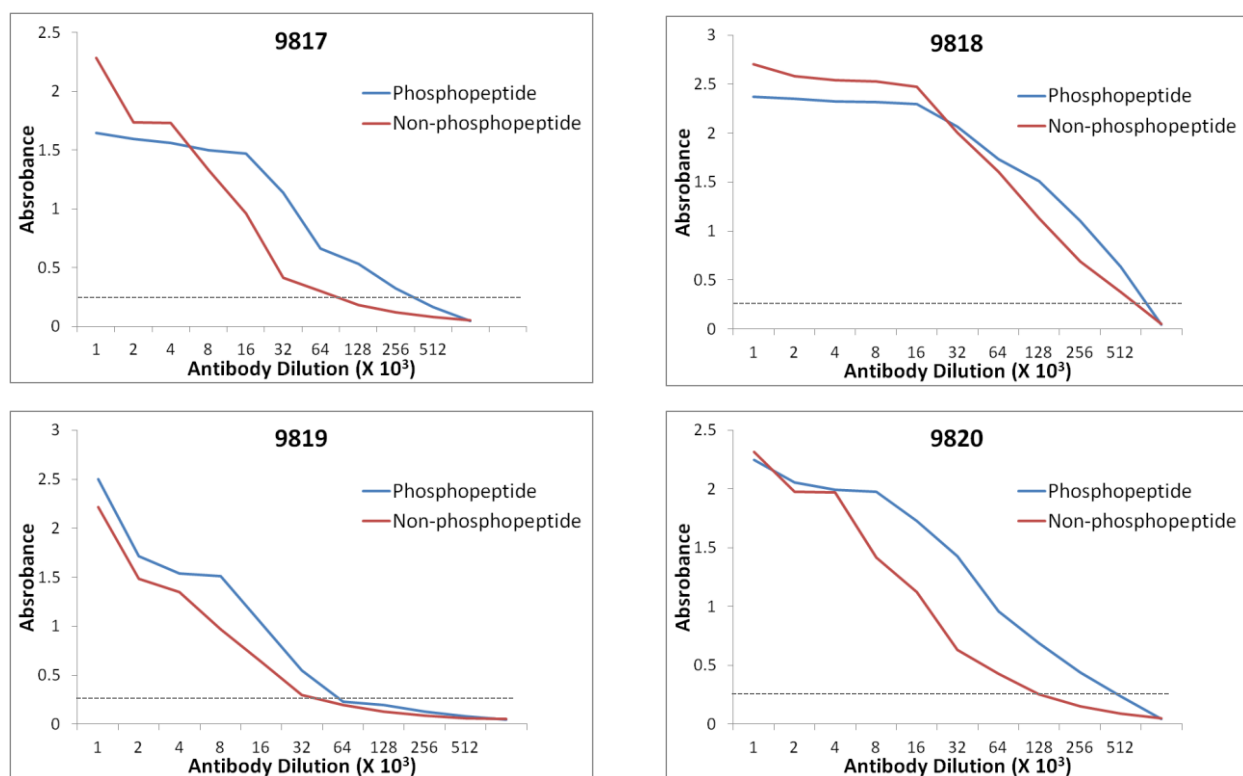 9817
2.5
2
1.5
1
0.5
0
Absrobance
Phosphopeptide
Non-phosphopeptide
1 2 4 8 16 32 64 128 256 512
Antibody Dilution (X 10³)
9818
3
2.5
2
1.5
1
0.5
0
Absrobance
Phosphopeptide
Non-phosphopeptide
1 2 4 8 16 32 64 128 256 512
Antibody Dilution (X 10³)
9819
3
2.5
2
1.5
1
0.5
0
Absrobance
Phosphopeptide
Non-phosphopeptide
1 2 4 8 16 32 64 128 256 512
Antibody Dilution (X 10³)
9820
2.5
2
1.5
1
0.5
0
Absrobance
Phosphopeptide
Non-phosphopeptide
1 2 4 8 16 32 64 128 256 512
Antibody Dilution (X 10³)